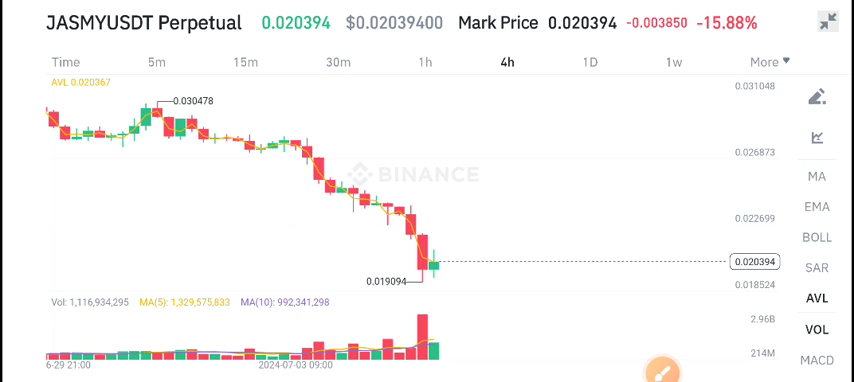 JASMYUSDT Perpetual 0.020394 $0.02039400 Mark Price 0.020394 -0.003850 -15.88%
Time 5m 15m 30m 1h 4h 1D 1w More
AVL 0.020367
0.031048
0.030478
0.026873
BINANCE
MA
EMA
0.022699
BOLL
0.020394
SAR
0.019094
0.018524
AVL
Vol: 1,116,934,295 MA(5): 1,329,575,833 MA(10): 992,341,298
2.96B
VOL
214M
MACD
6-29 21:00 2024-07-03 09:00